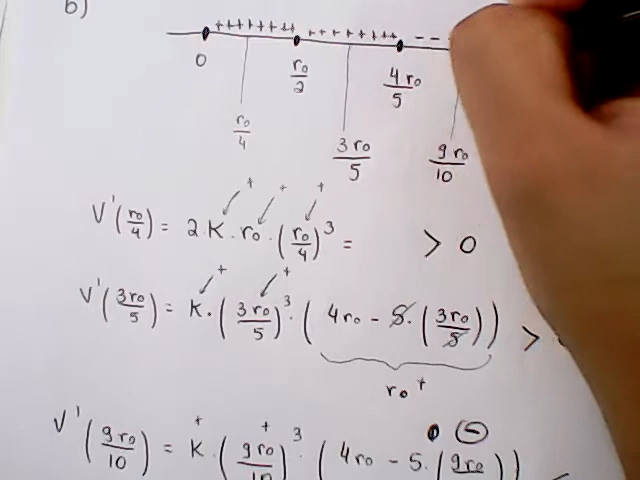 b)
+++++++ ++++++++ --
0 r₀/2 4r₀/5
r₀/4 3r₀/5 9r₀/10
+ + +
V'(r₀/4) = 2K·r₀·(r₀/4)³ = > 0
+ +
V'(3r₀/5) = K·(3r₀/5)³·(4r₀ - 5·(3r₀/5)) >
r₀ +
+ + ⊖
V'(9r₀/10) = K·(9r₀/10)³·(4r₀ - 5·(9r₀